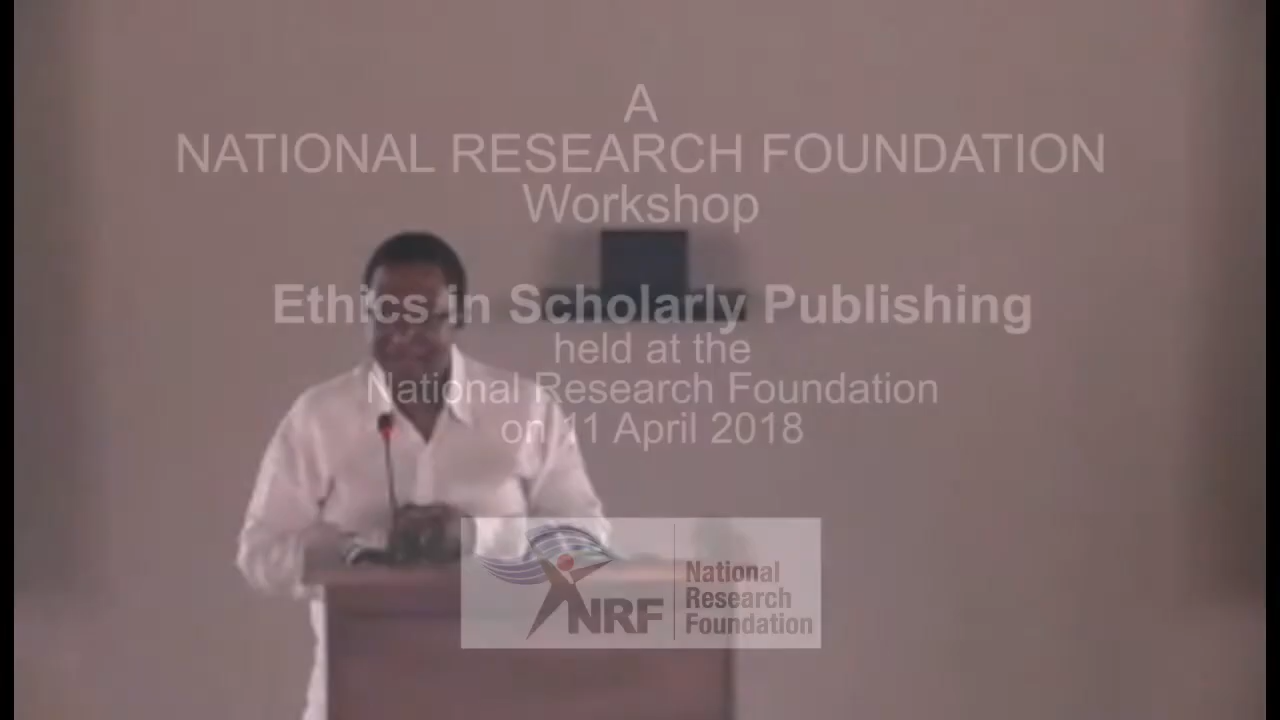 A
NATIONAL RESEARCH FOUNDATION
Workshop
Ethics in Scholarly Publishing
held at the
National Research Foundation
on 11 April 2018
NRF
National
Research
Foundation